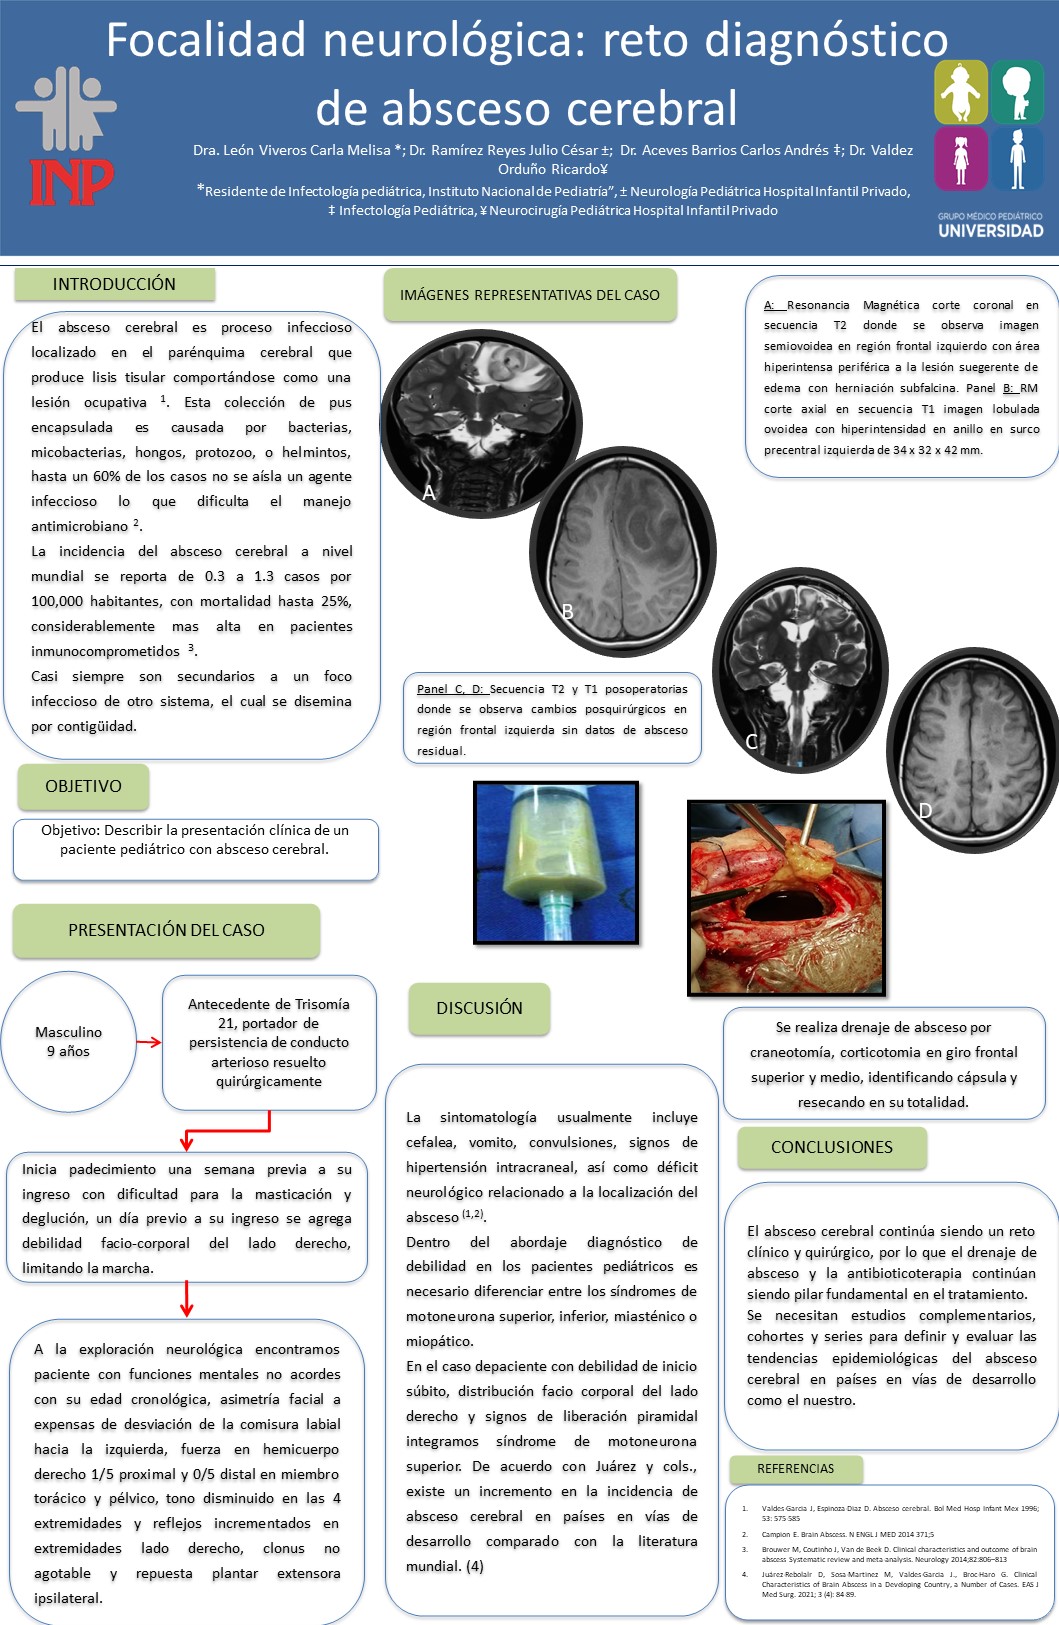 Focalidad neurológica: reto diagnóstico
de absceso cerebral
INP
Dra. León Viveros Carla Melisa *; Dr. Ramírez Reyes Julio César ±; Dr. Aceves Barrios Carlos Andrés ‡; Dr. Valdez
Orduño Ricardo¥
*Residente de Infectología pediátrica, Instituto Nacional de Pediatría”, ± Neurología Pediátrica Hospital Infantil Privado,
‡ Infectología Pediátrica, ¥ Neurocirugía Pediátrica Hospital Infantil Privado
GRUPO MÉDICO PEDIÁTRICO
UNIVERSIDAD
INTRODUCCIÓN
El absceso cerebral es proceso infeccioso
localizado en el parénquima cerebral que
produce lisis tisular comportándose como una
lesión ocupativa 1. Esta colección de pus
encapsulada es causada por bacterias,
micobacterias, hongos, protozoo, o helmintos,
hasta un 60% de los casos no se aísla un agente
infeccioso lo que dificulta el manejo
antimicrobiano 2.
La incidencia del absceso cerebral a nivel
mundial se reporta de 0.3 a 1.3 casos por
100,000 habitantes, con mortalidad hasta 25%,
considerablemente mas alta en pacientes
inmunocomprometidos 3.
Casi siempre son secundarios a un foco
infeccioso de otro sistema, el cual se disemina
por contigüidad.
OBJETIVO
Objetivo: Describir la presentación clínica de un
paciente pediátrico con absceso cerebral.
PRESENTACIÓN DEL CASO
Masculino
9 años
Antecedente de Trisomía
21, portador de
persistencia de conducto
arterioso resuelto
quirúrgicamente
Inicia padecimiento una semana previa a su
ingreso con dificultad para la masticación y
deglución, un día previo a su ingreso se agrega
debilidad facio-corporal del lado derecho,
limitando la marcha.
A la exploración neurológica encontramos
paciente con funciones mentales no acordes
con su edad cronológica, asimetría facial a
expensas de desviación de la comisura labial
hacia la izquierda, fuerza en hemicuerpo
derecho 1/5 proximal y 0/5 distal en miembro
torácico y pélvico, tono disminuido en las 4
extremidades y reflejos incrementados en
extremidades lado derecho, clonus no
agotable y repuesta plantar extensora
ipsilateral.
IMÁGENES REPRESENTATIVAS DEL CASO
A
B
C
D
A: Resonancia Magnética corte coronal en
secuencia T2 donde se observa imagen
semiovoidea en región frontal izquierdo con área
hiperintensa periférica a la lesión suegerente de
edema con herniación subfalcina. Panel B: RM
corte axial en secuencia T1 imagen lobulada
ovoidea con hiperintensidad en anillo en surco
precentral izquierda de 34 x 32 x 42 mm.
Panel C, D: Secuencia T2 y T1 posoperatorias
donde se observa cambios posquirúrgicos en
región frontal izquierda sin datos de absceso
residual.
DISCUSIÓN
La sintomatología usualmente incluye
cefalea, vomito, convulsiones, signos de
hipertensión intracraneal, así como déficit
neurológico relacionado a la localización del
absceso (1,2).
Dentro del abordaje diagnóstico de
debilidad en los pacientes pediátricos es
necesario diferenciar entre los síndromes de
motoneurona superior, inferior, miasténico o
miopático.
En el caso depaciente con debilidad de inicio
súbito, distribución facio corporal del lado
derecho y signos de liberación piramidal
integramos síndrome de motoneurona
superior. De acuerdo con Juárez y cols.,
existe un incremento en la incidencia de
absceso cerebral en países en vías de
desarrollo comparado con la literatura
mundial. (4)
Se realiza drenaje de absceso por
craneotomía, corticotomia en giro frontal
superior y medio, identificando cápsula y
resecando en su totalidad.
CONCLUSIONES
El absceso cerebral continúa siendo un reto
clínico y quirúrgico, por lo que el drenaje de
absceso y la antibioticoterapia continúan
siendo pilar fundamental en el tratamiento.
Se necesitan estudios complementarios,
cohortes y series para definir y evaluar las
tendencias epidemiológicas del absceso
cerebral en países en vías de desarrollo
como el nuestro.
REFERENCIAS
1. Valdes Garcia J, Espinoza Diaz D. Absceso cerebral. Bol Med Hosp Infant Mex 1996;
53: 575-585
2. Campion E. Brain Abscess. N ENGL J MED 2014 371;5
3. Brouwer M, Coutinho J, Van de Beek D. Clinical characteristics and outcome of brain
abscess Systematic review and meta analysis. Neurology 2014;82:806–813
4. Juárez-Rebolalr D, Sosa-Martinez M, Valdes-Garcia J., Broc-Haro G. Clinical
Characteristics of Brain Abscess in a Developing Country, a Number of Cases. EAS J
Med Surg. 2021; 3 (4): 84-89.